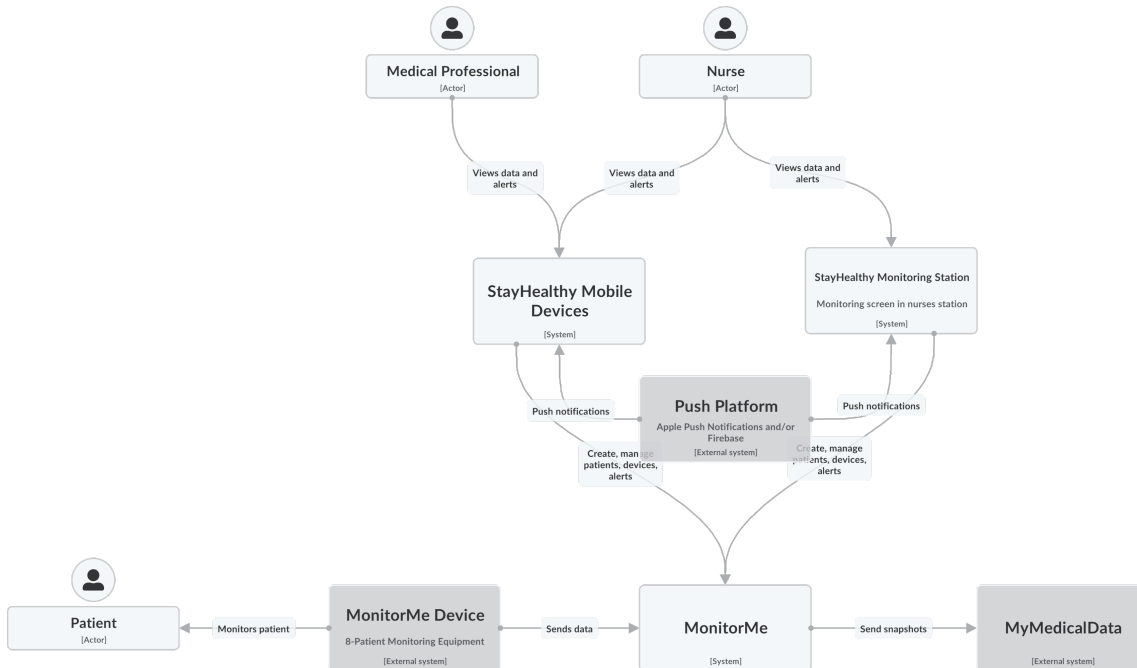 Medical Professional
[Actor]
Nurse
[Actor]
Views data and
alerts
Views data and
alerts
Views data and
alerts
StayHealthy Mobile
Devices
[System]
StayHealthy Monitoring Station
Monitoring screen in nurses station
[System]
Push notifications
Push Platform
Apple Push Notifications and/or
Firebase
[External system]
Push notifications
Create, manage
patients, devices,
alerts
Create, manage
patients, devices,
alerts
Patient
[Actor]
Monitors patient
MonitorMe Device
8-Patient Monitoring Equipment
[External system]
Sends data
MonitorMe
[System]
Send snapshots
MyMedicalData
[External system]